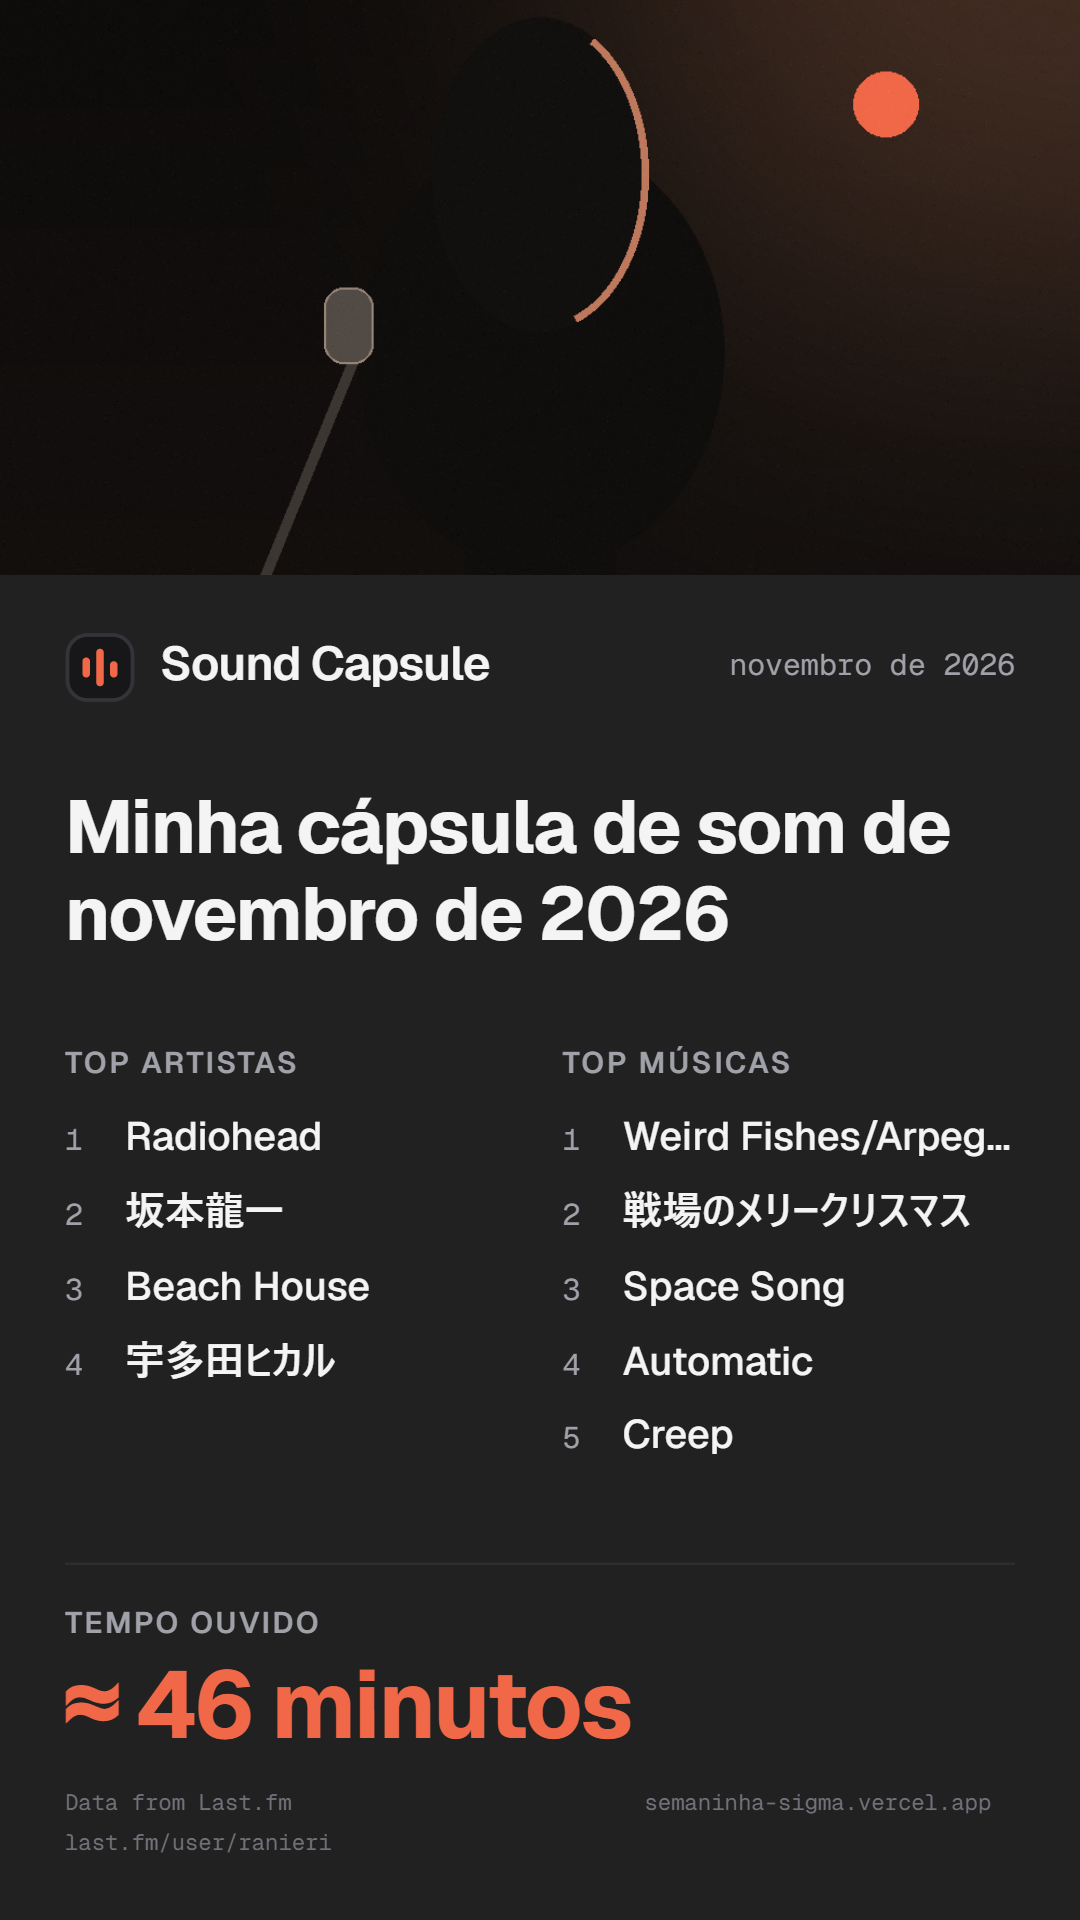 Sound Capsule
novembro de 2026
Minha cápsula de som de
novembro de 2026
TOP ARTISTAS
1 Radiohead
2 坂本龍一
3 Beach House
4 宇多田ヒカル
TOP MÚSICAS
1 Weird Fishes/Arpeg...
2 戦場のメリークリスマス
3 Space Song
4 Automatic
5 Creep
TEMPO OUVIDO
≈ 46 minutos
Data from Last.fm
last.fm/user/ranieri
semaninha-sigma.vercel.app